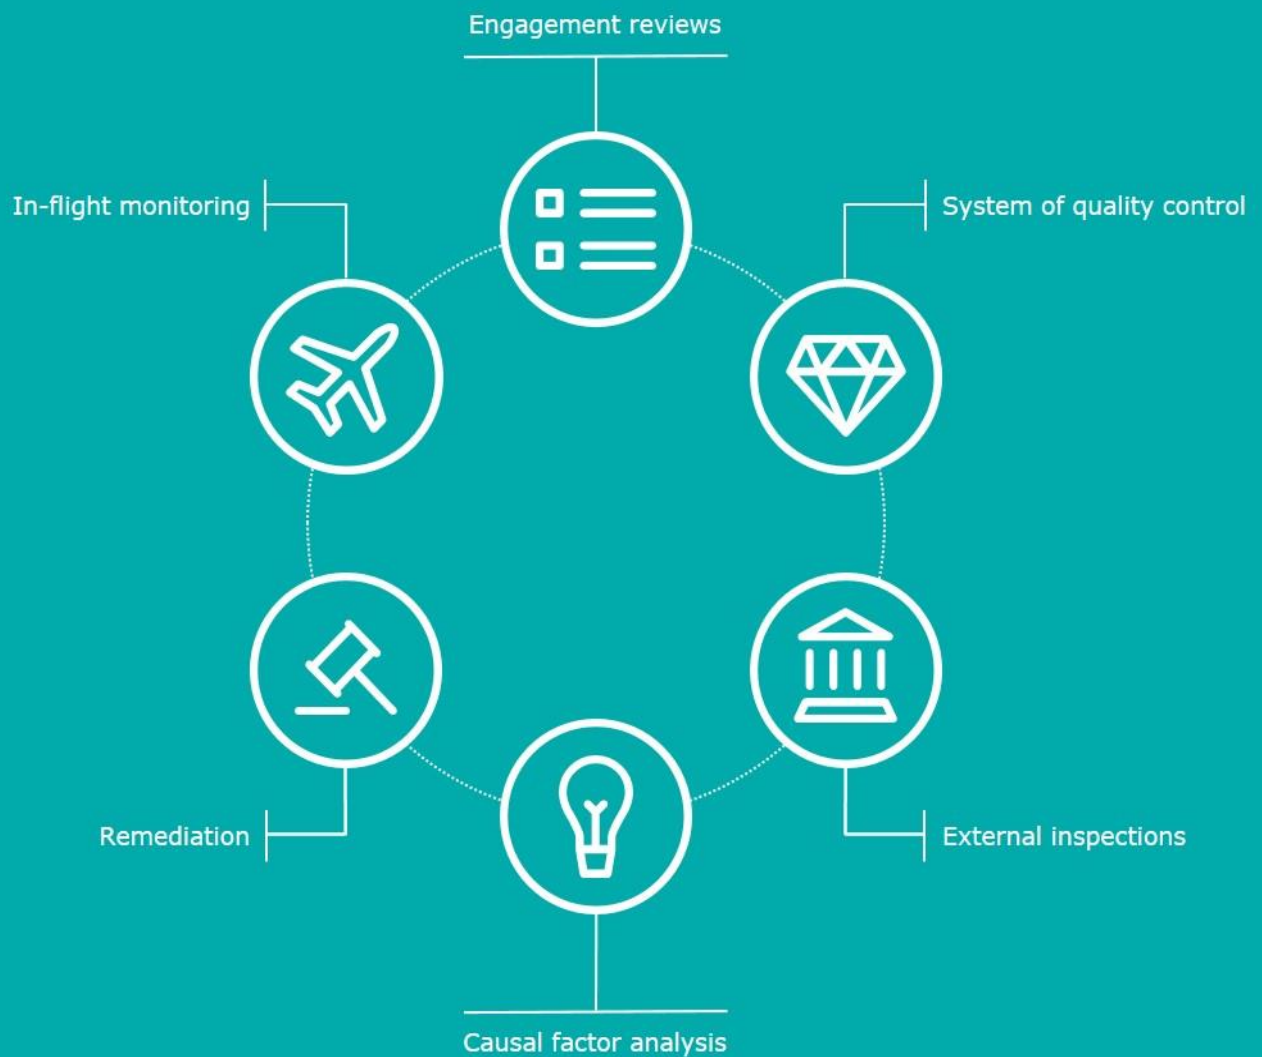 Engagement reviews
In-flight monitoring
System of quality control
Remediation
External inspections
Causal factor analysis